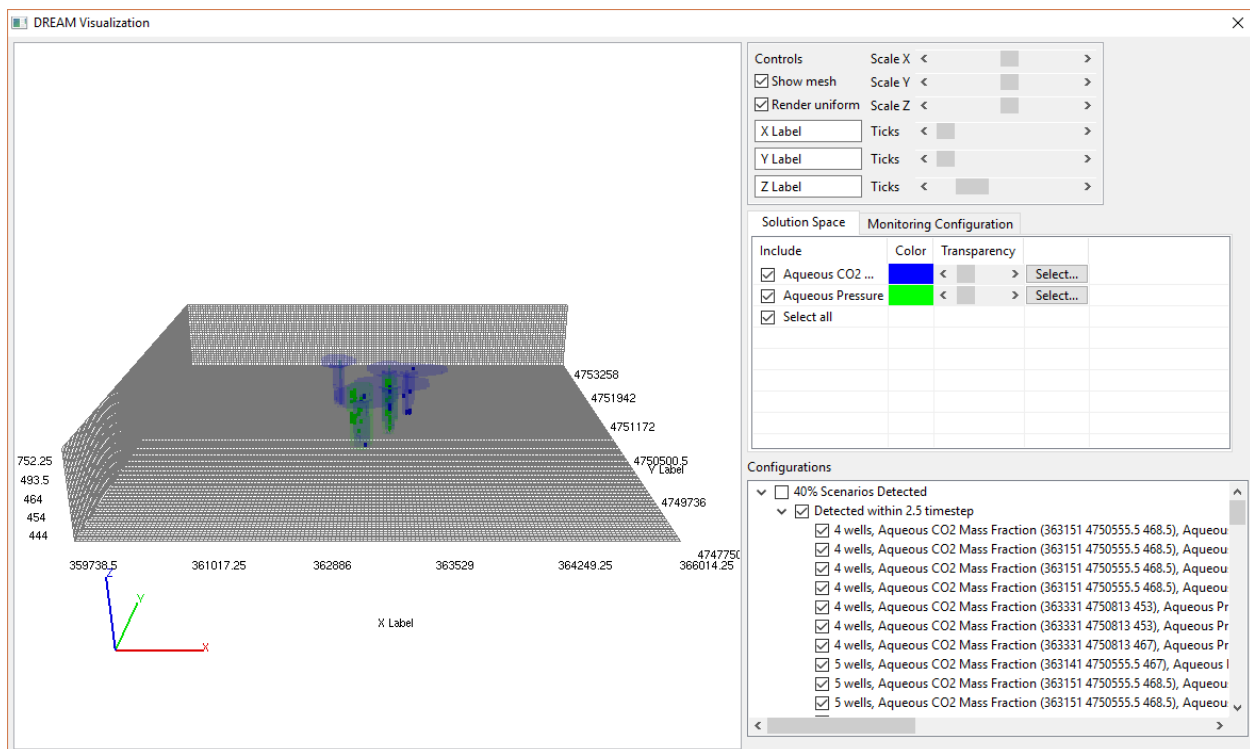 DREAM Visualization
Controls
Scale X
Show mesh
Scale Y
Render uniform
Scale Z
X Label
Ticks
Y Label
Ticks
Z Label
Ticks
Solution Space
Monitoring Configuration
Include
Color
Transparency
Aqueous CO2 ...
Select...
Aqueous Pressure
Select...
Select all
4753258
4751942
4751172
4750500.5
Y Label
4749736
4747750
752.25
493.5
464
454
444
359738.5
361017.25
362886
363529
364249.25
366014.25
X Label
Z
Y
X
Configurations
40% Scenarios Detected
Detected within 2.5 timestep
4 wells, Aqueous CO2 Mass Fraction (363151 4750555.5 468.5), Aqueou
4 wells, Aqueous CO2 Mass Fraction (363151 4750555.5 468.5), Aqueou
4 wells, Aqueous CO2 Mass Fraction (363151 4750555.5 468.5), Aqueou
4 wells, Aqueous CO2 Mass Fraction (363151 4750555.5 468.5), Aqueou
4 wells, Aqueous CO2 Mass Fraction (363331 4750813 453), Aqueous Pr
4 wells, Aqueous CO2 Mass Fraction (363331 4750813 453), Aqueous Pr
4 wells, Aqueous CO2 Mass Fraction (363331 4750813 467), Aqueous Pr
5 wells, Aqueous CO2 Mass Fraction (363141 4750555.5 467), Aqueous
5 wells, Aqueous CO2 Mass Fraction (363151 4750555.5 468.5), Aqueou
5 wells, Aqueous CO2 Mass Fraction (363151 4750555.5 468.5), Aqueou